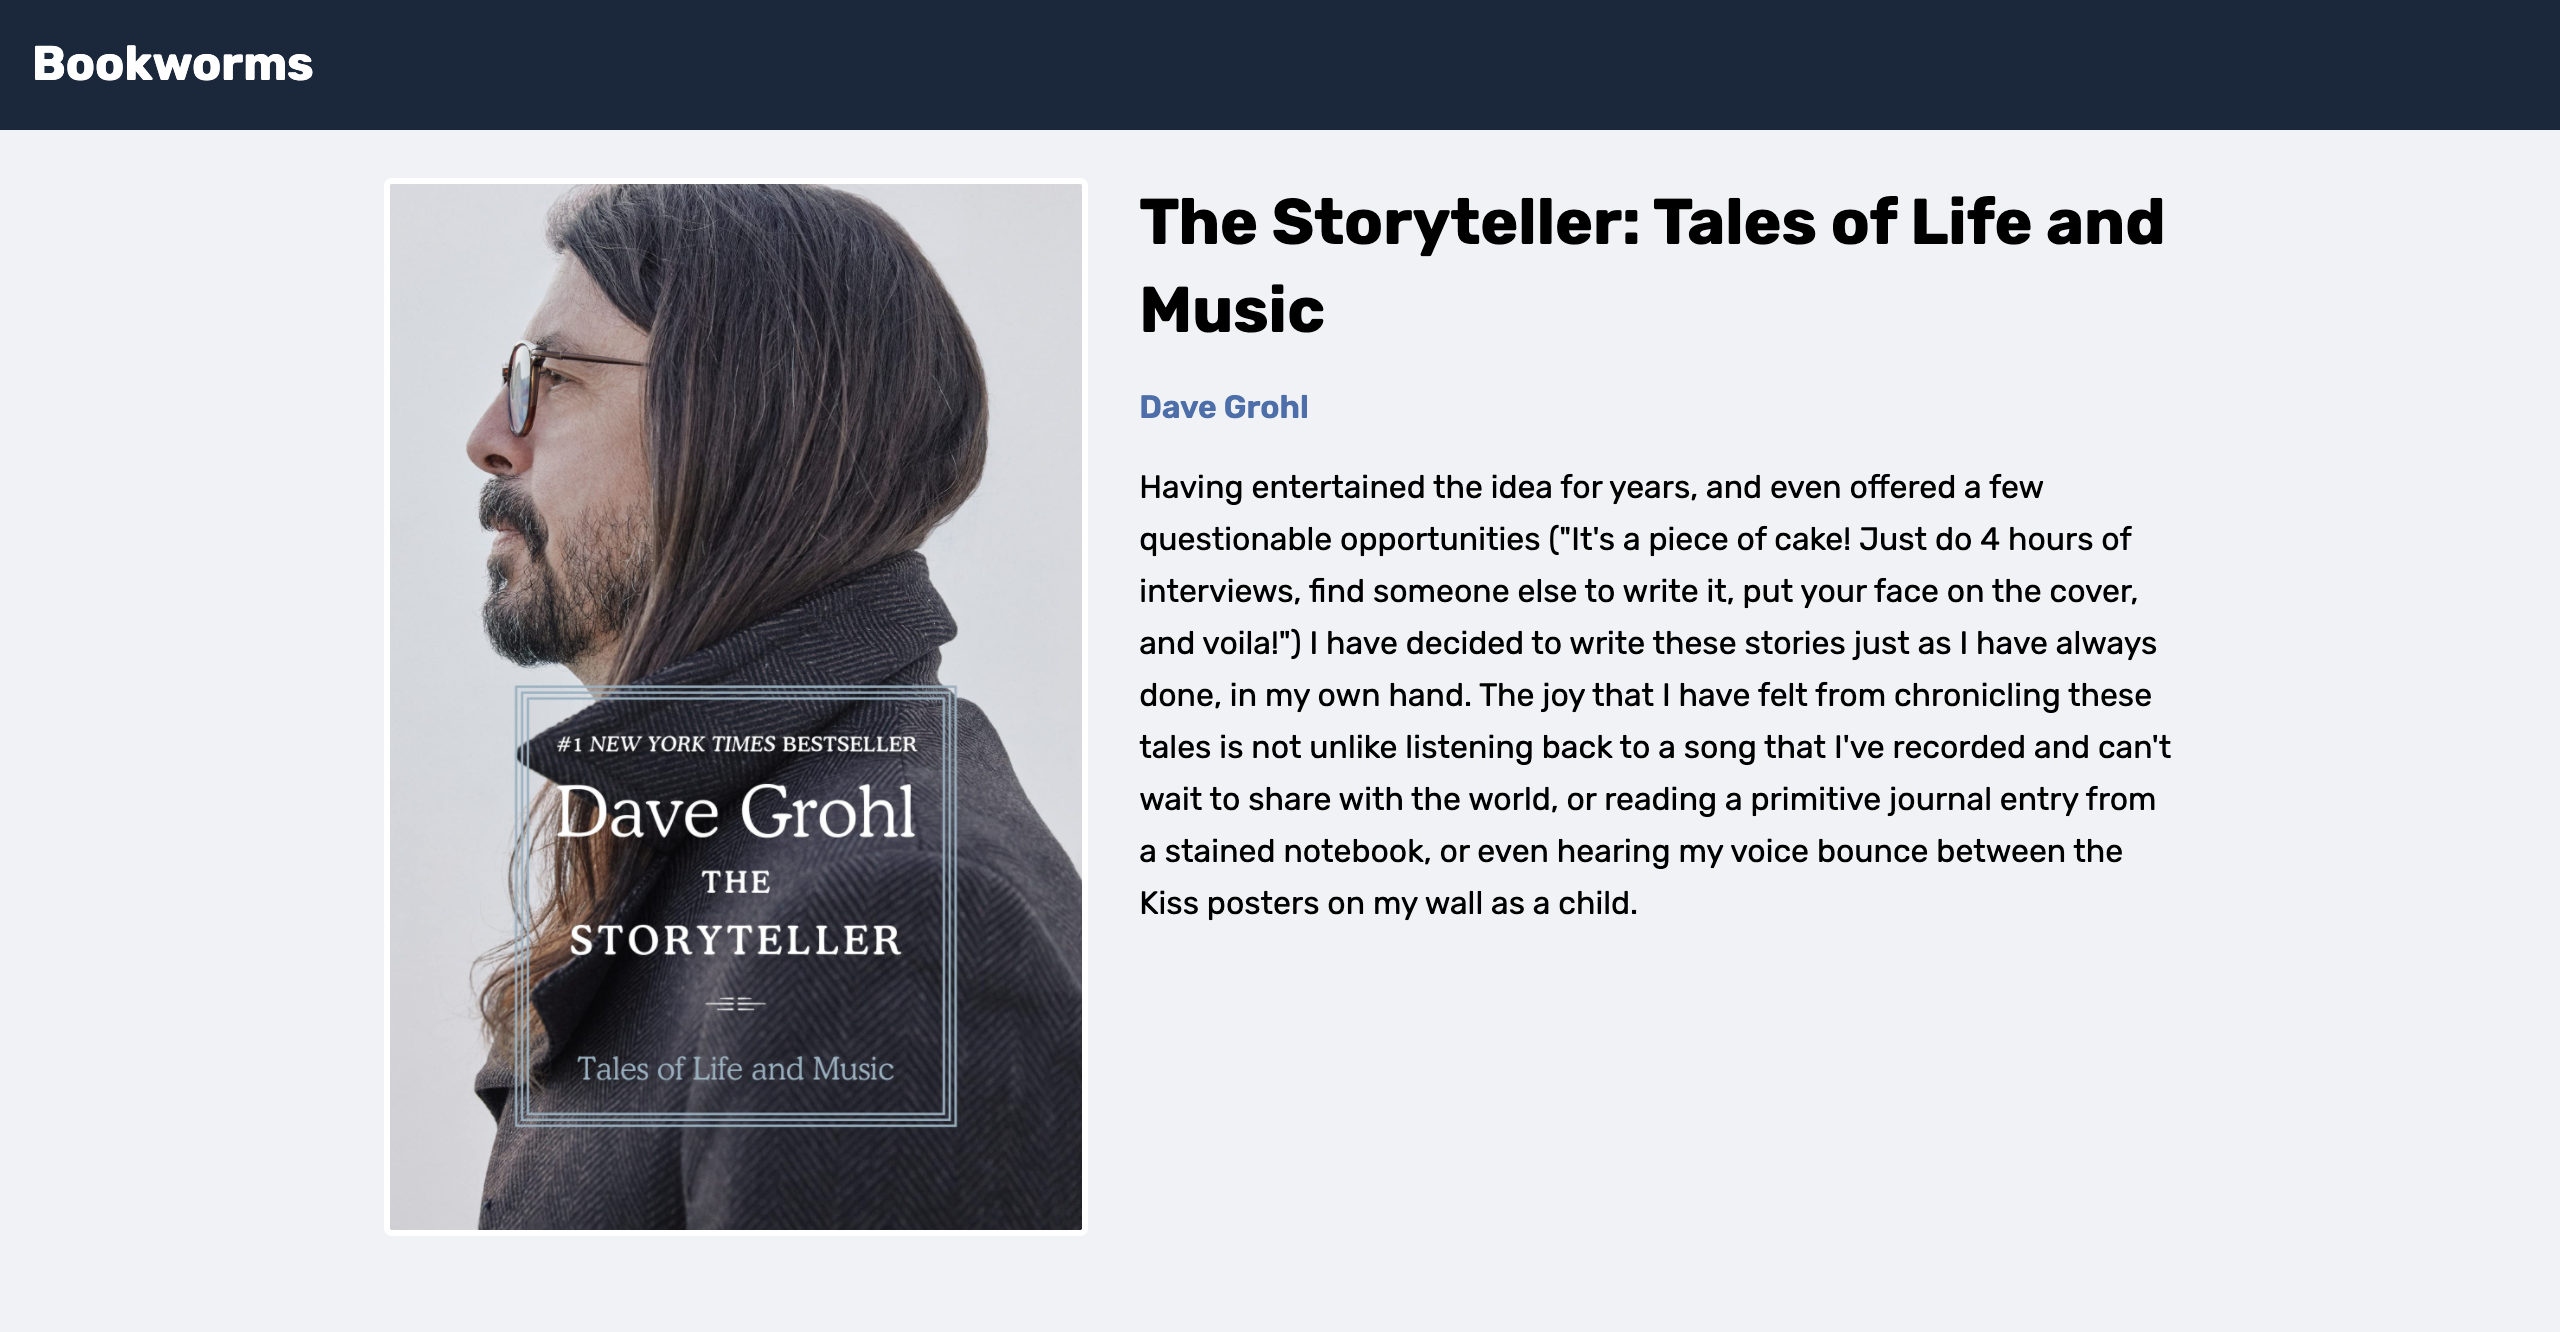 Bookworms
#1 NEW YORK TIMES BESTSELLER
Dave Grohl
THE
STORYTELLER
Tales of Life and Music
The Storyteller: Tales of Life and
Music
Dave Grohl
Having entertained the idea for years, and even offered a few
questionable opportunities ("It's a piece of cake! Just do 4 hours of
interviews, find someone else to write it, put your face on the cover,
and voila!") I have decided to write these stories just as I have always
done, in my own hand. The joy that I have felt from chronicling these
tales is not unlike listening back to a song that I've recorded and can't
wait to share with the world, or reading a primitive journal entry from
a stained notebook, or even hearing my voice bounce between the
Kiss posters on my wall as a child.